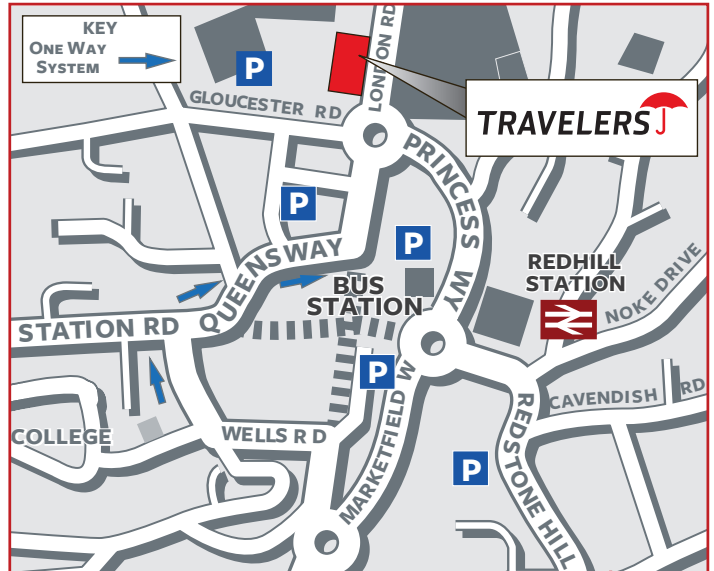 KEY
ONE WAY
SYSTEM
LONDON RD
P
GLOUCESTER RD
TRAVELERS
PRINCESS WY
P
P
QUEENSWAY
REDHILL
STATION
BUS
STATION
NOKE DRIVE
STATION RD
P
CAVENDISH RD
COLLEGE
WELLS RD
MARKETFIELD W
REDSTONE HILL
P